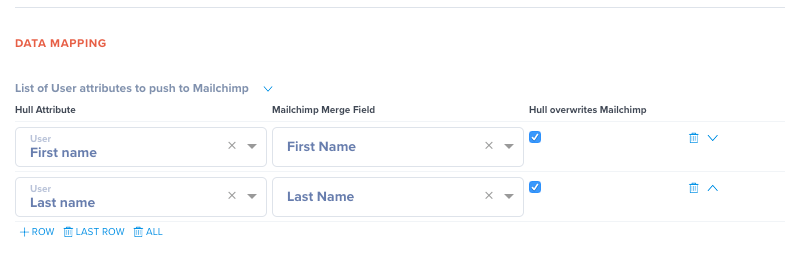 DATA MAPPING
List of User attributes to push to Mailchimp
Hull Attribute Mailchimp Merge Field Hull overwrites Mailchimp
User
First name First Name
User
Last name Last Name
+ ROW LAST ROW ALL